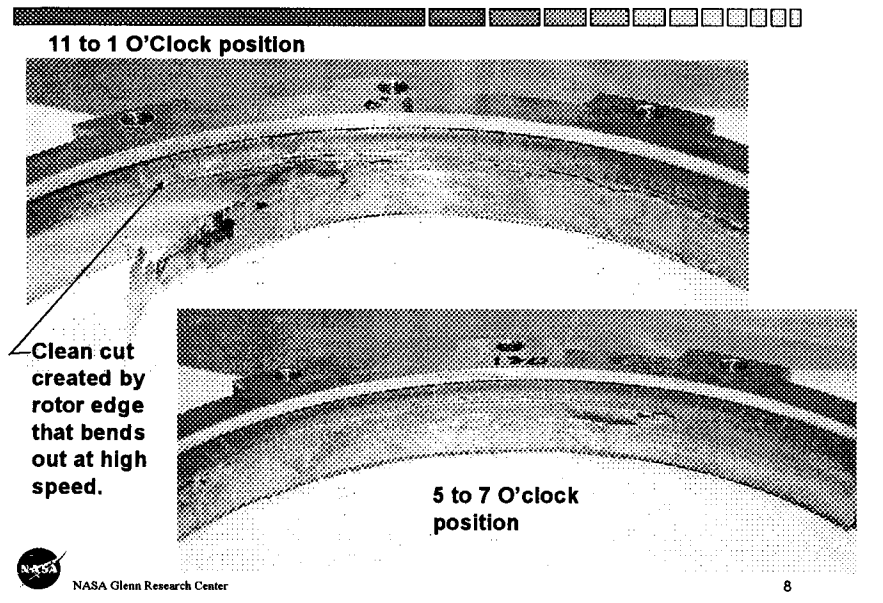 11 to 1 O'Clock position
Clean cut
created by
rotor edge
that bends
out at high
speed.
5 to 7 O'clock
position
NASA
NASA Glenn Research Center
8